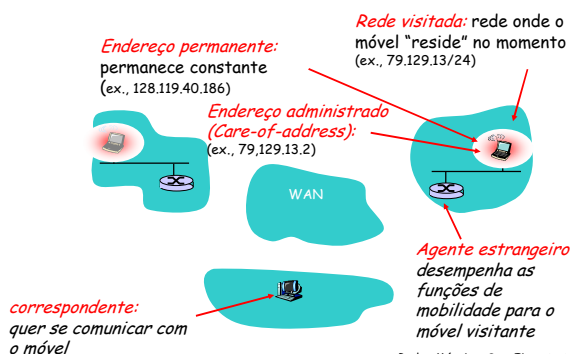 Rede visitada: rede onde o
móvel “reside” no momento
(ex., 79.129.13/24)
Endereço permanente:
permanece constante
(ex., 128.119.40.186)
Endereço administrado
(Care-of-address):
(ex., 79,129.13.2)
WAN
Agente estrangeiro
desempenha as
funções de
mobilidade para o
móvel visitante
correspondente:
quer se comunicar com
o móvel